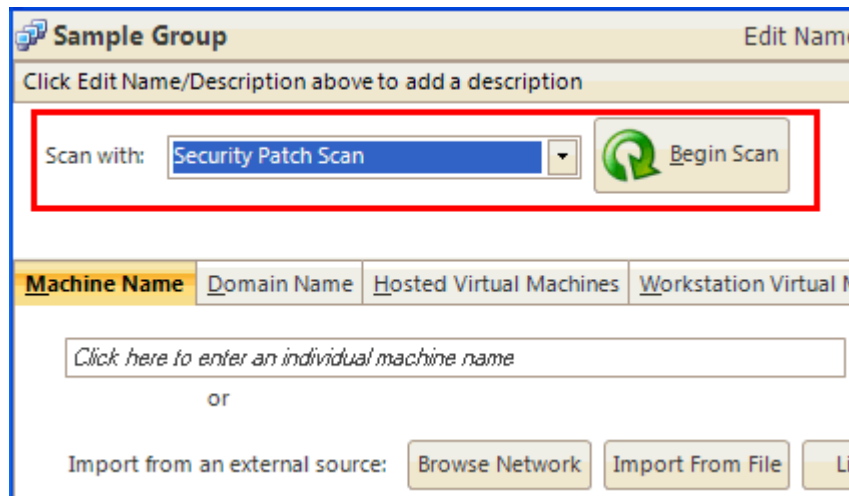 Sample Group Edit Name
Click Edit Name/Description above to add a description
Scan with: Security Patch Scan Begin Scan
Machine Name Domain Name Hosted Virtual Machines Workstation Virtual
Click here to enter an individual machine name
or
Import from an external source: Browse Network Import From File